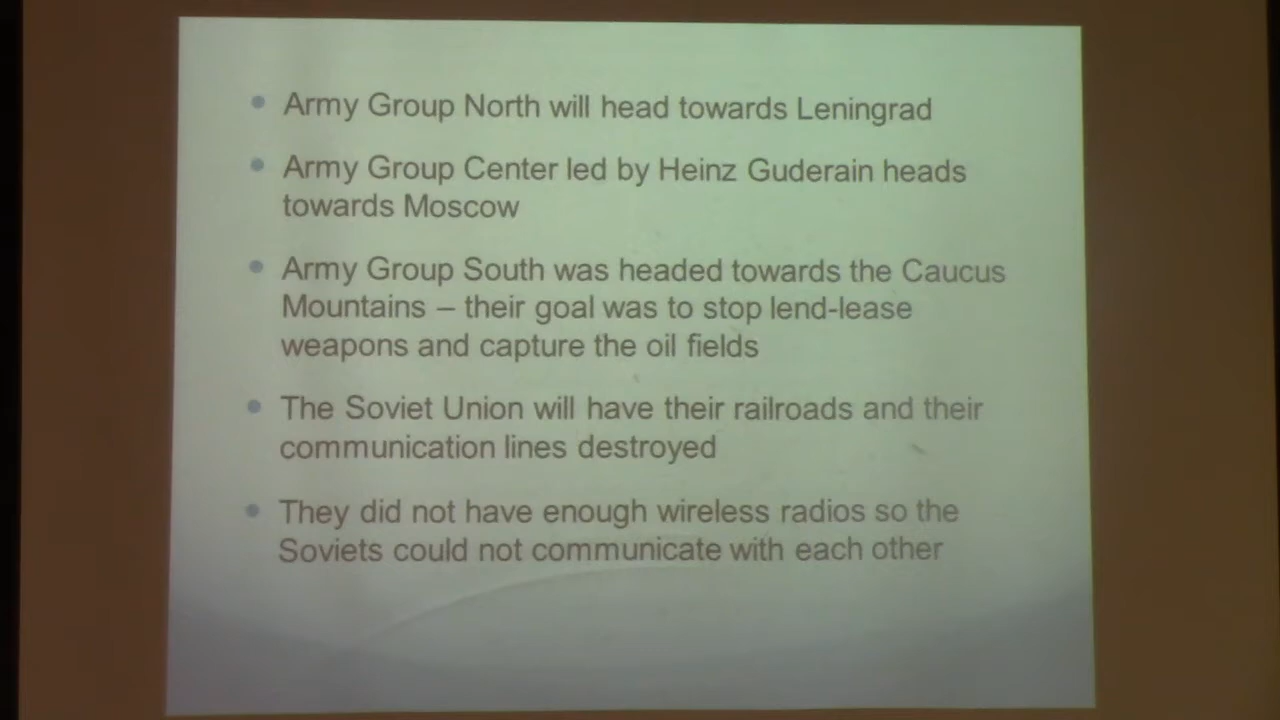 • Army Group North will head towards Leningrad
• Army Group Center led by Heinz Guderain heads
towards Moscow
• Army Group South was headed towards the Caucus
Mountains – their goal was to stop lend-lease
weapons and capture the oil fields
• The Soviet Union will have their railroads and their
communication lines destroyed
• They did not have enough wireless radios so the
Soviets could not communicate with each other